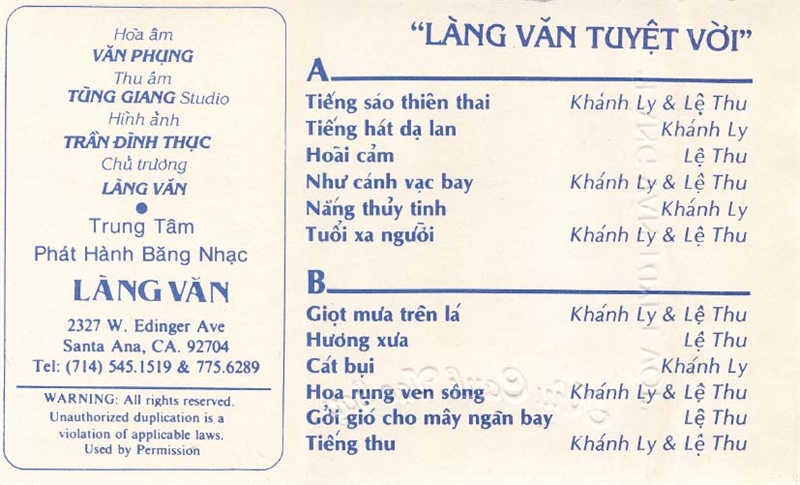 Hòa âm
VĂN PHỤNG
Thu âm
TÙNG GIANG Studio
Hình ảnh
TRẦN ĐÌNH THỤC
Chủ trương
LÀNG VĂN
Trung Tâm
Phát Hành Băng Nhạc
LÀNG VĂN
2327 W. Edinger Ave
Santa Ana, CA. 92704
Tel: (714) 545.1519 & 775.6289
WARNING: All rights reserved.
Unauthorized duplication is a
violation of applicable laws.
Used by Permission
"LÀNG VĂN TUYỆT VỜI"
A
Tiếng sáo thiên thai Khánh Ly & Lệ Thu
Tiếng hát dạ lan Khánh Ly
Hoài cảm Lệ Thu
Như cánh vạc bay Khánh Ly & Lệ Thu
Nắng thủy tinh Khánh Ly
Tuổi xa người Khánh Ly & Lệ Thu
B
Giọt mưa trên lá Khánh Ly & Lệ Thu
Hương xưa Lệ Thu
Cát bụi Khánh Ly
Hoa rụng ven sông Khánh Ly & Lệ Thu
Gởi gió cho mây ngăn bay Lệ Thu
Tiếng thu Khánh Ly & Lệ Thu